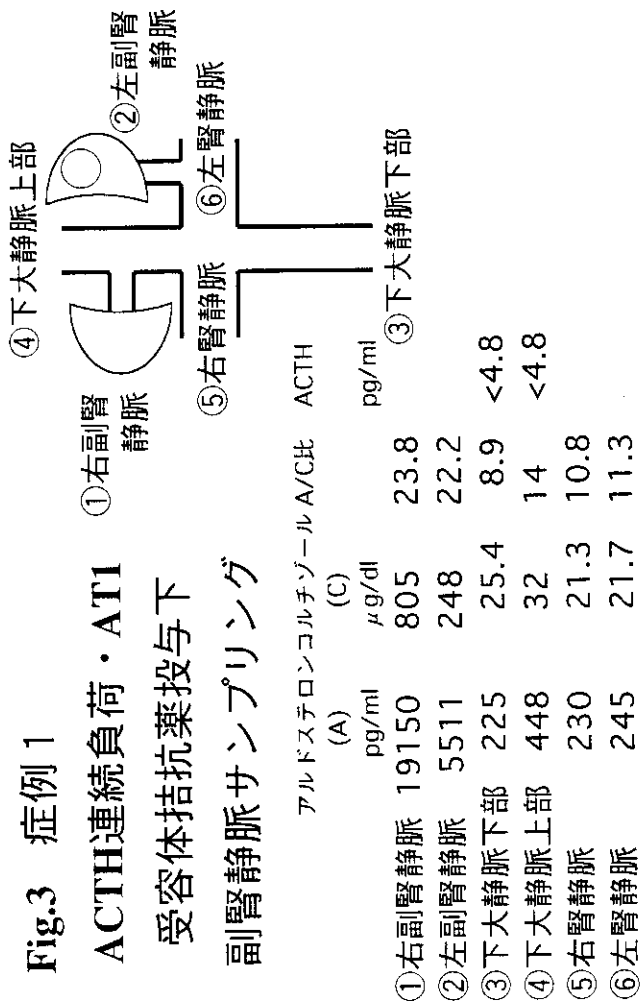 Fig.3 症例1
ACTH連続負荷・AT1
受容体拮抗薬投与下
副腎静脈サンプリング
④下大静脈上部
①右副腎
静脈
②左副腎
静脈
⑤右腎静脈
⑥左腎静脈
③下大静脈下部
アルドステロン コルチゾール A/C比 ACTH
(A) (C)
pg/ml μg/dl pg/ml
①右副腎静脈 19150 805 23.8
②左副腎静脈 5511 248 22.2
③下大静脈下部 225 25.4 8.9 <4.8
④下大静脈上部 448 32 14 <4.8
⑤右腎静脈 230 21.3 10.8
⑥左腎静脈 245 21.7 11.3